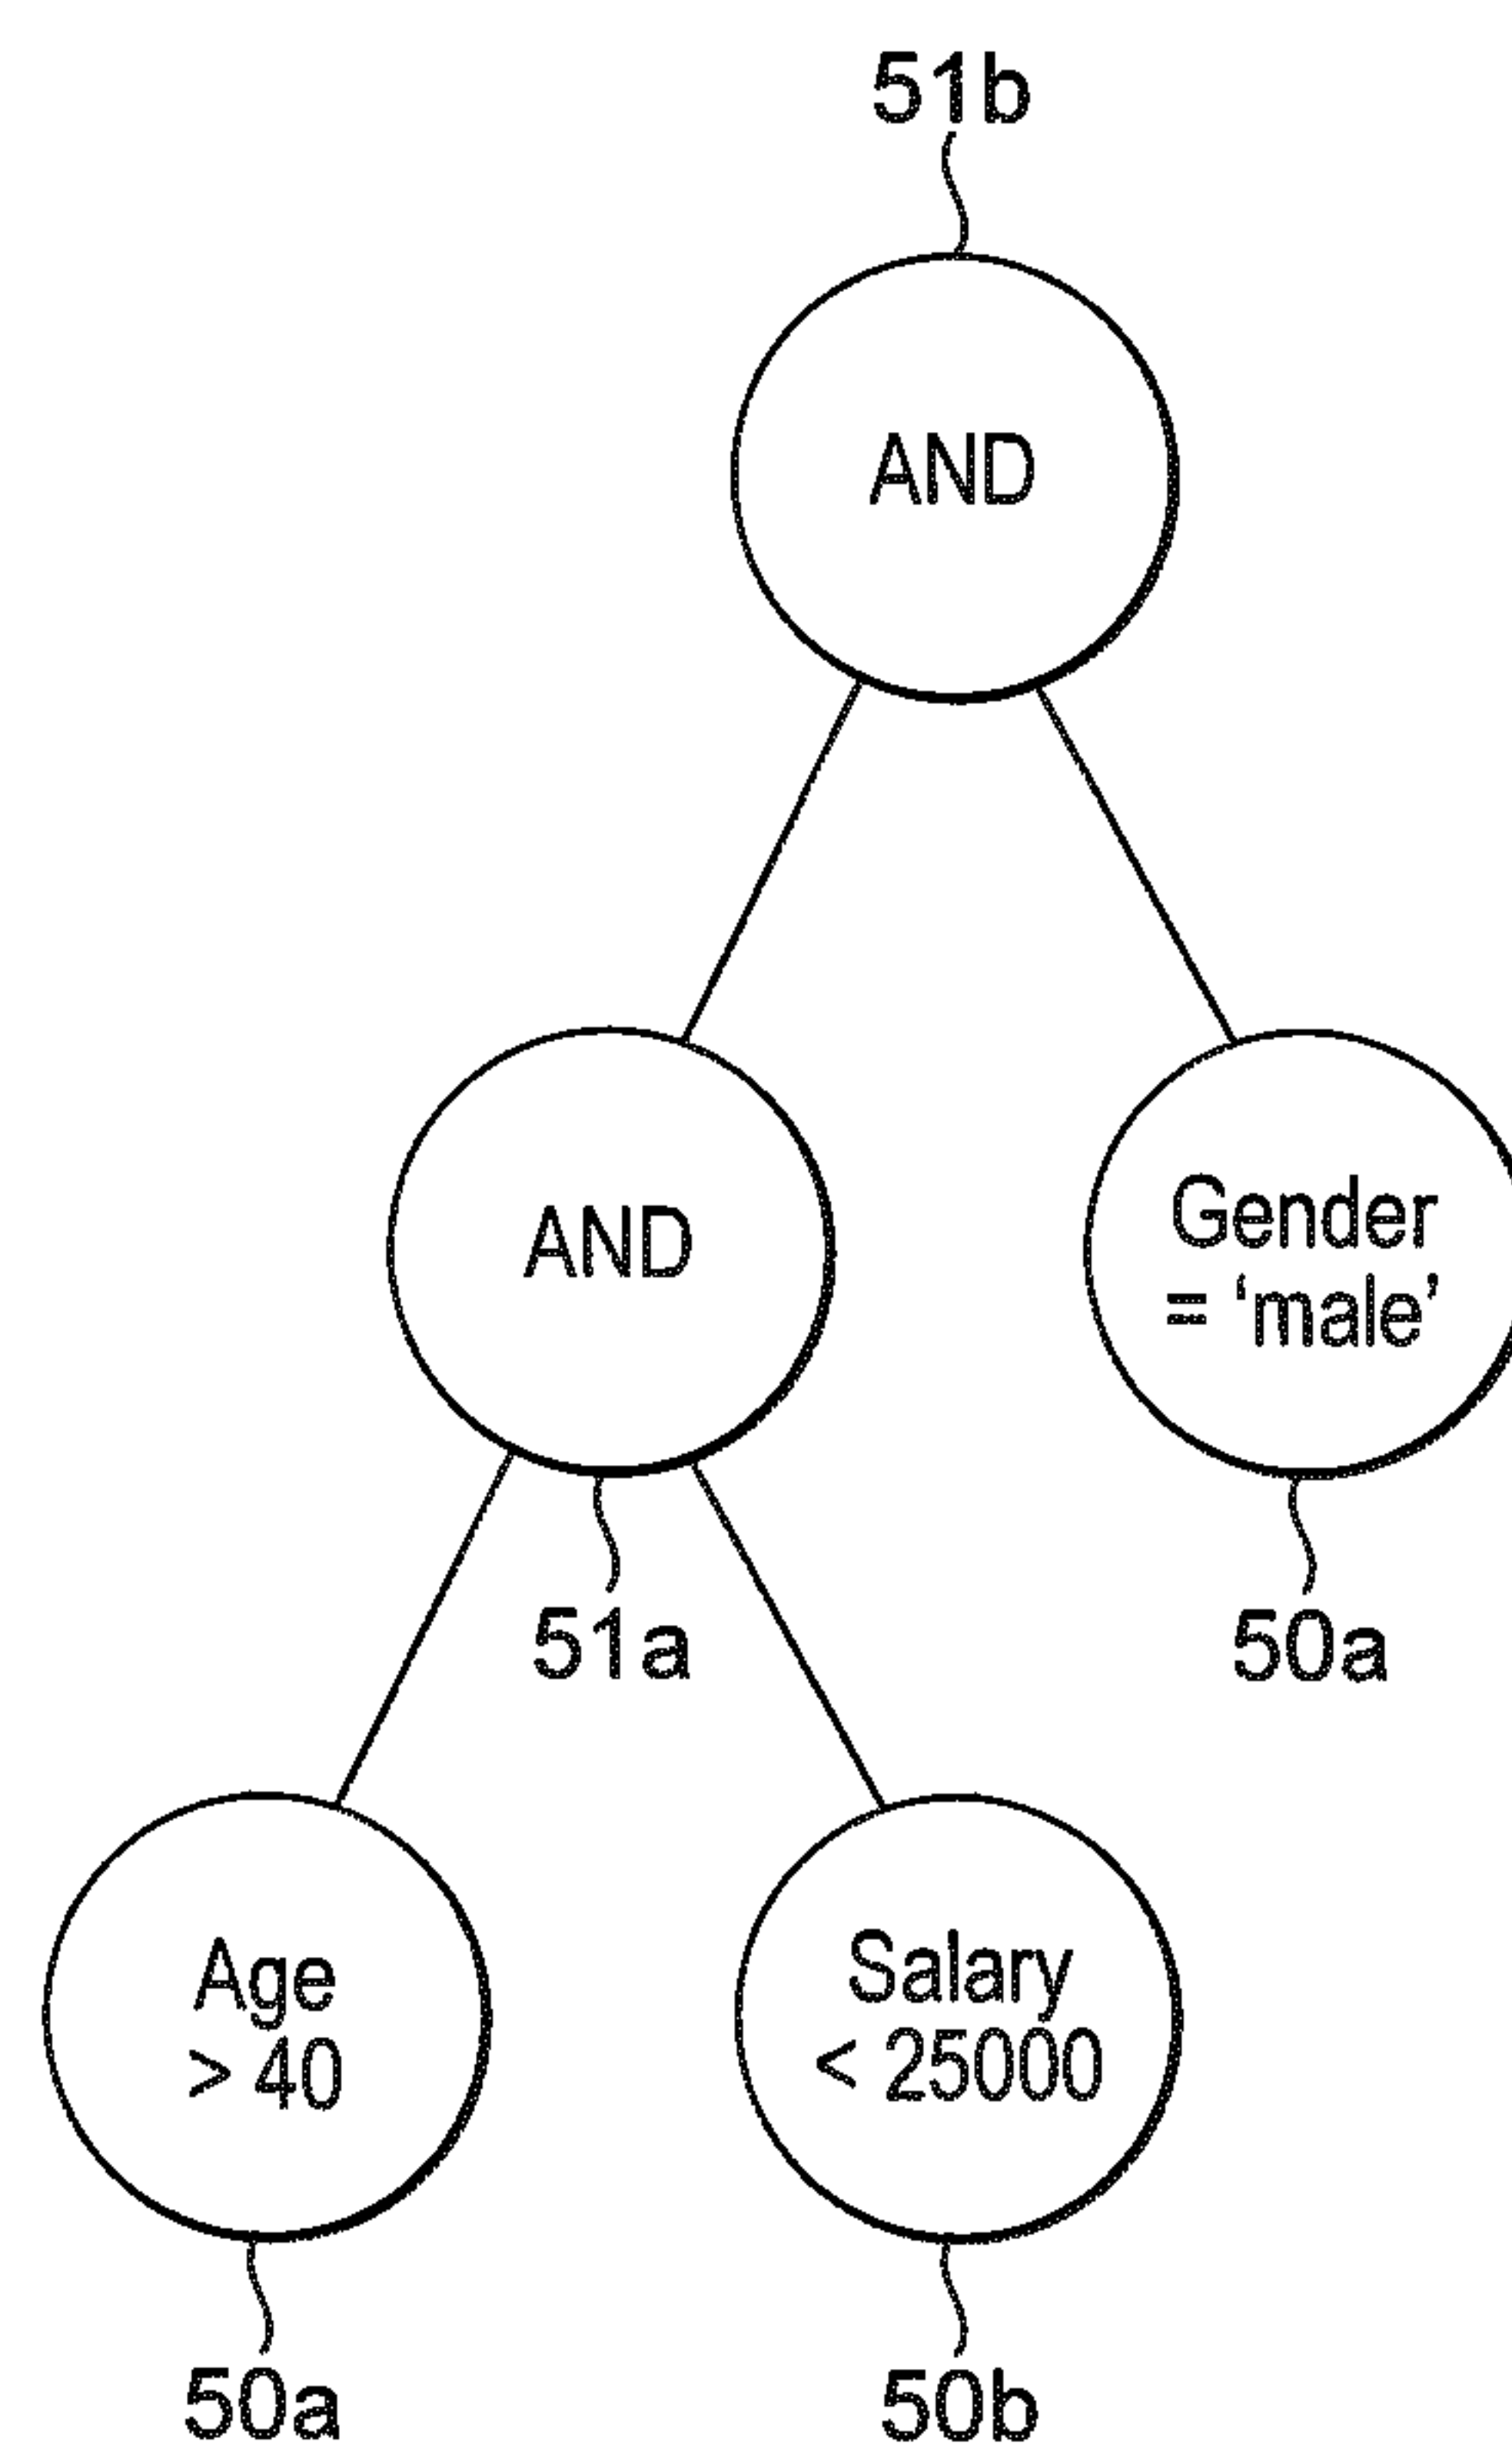 51b
AND
AND
Gender
= ‘male’
51a
50a
Age
> 40
Salary
< 25000
50a
50b